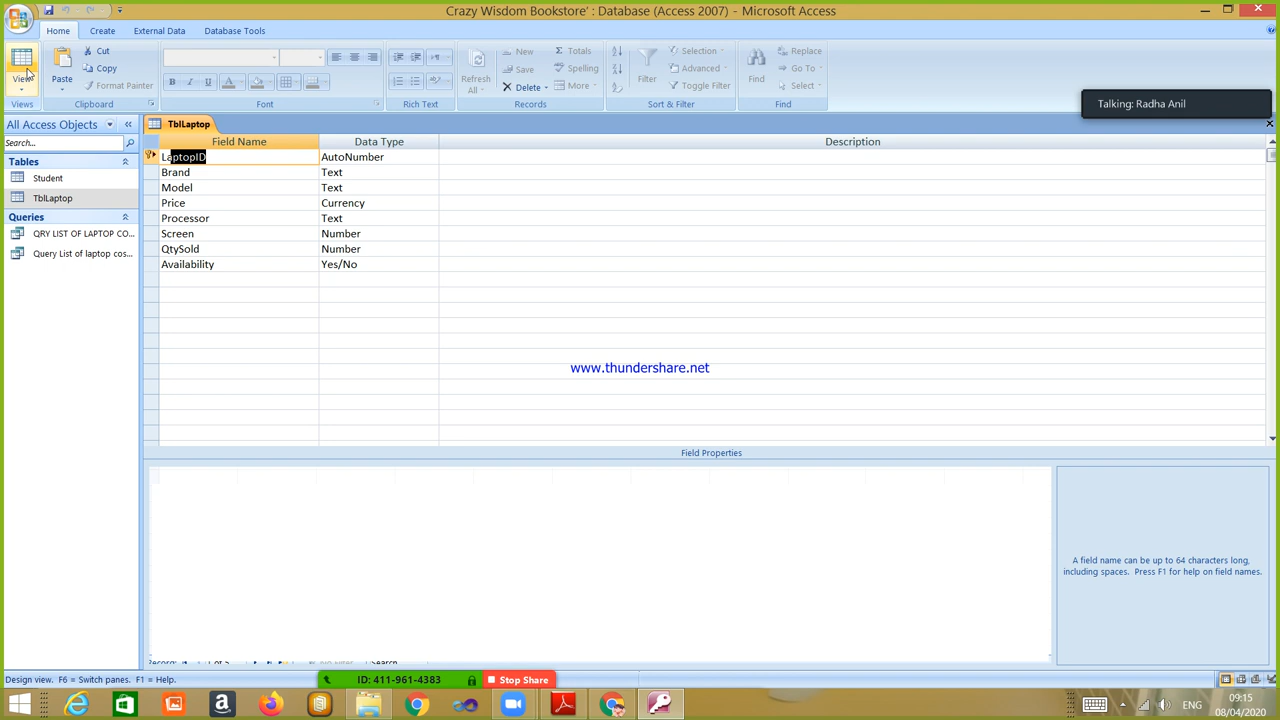 Crazy Wisdom Bookstore' : Database (Access 2007) - Microsoft Access
Home
Create
External Data
Database Tools
View
Views
Paste
Cut
Copy
Format Painter
Clipboard
B I U A
Font
Rich Text
Refresh
All
New
Save
Delete
Totals
Spelling
More
Records
Filter
Selection
Advanced
Toggle Filter
Sort & Filter
Find
Replace
Go To
Select
Find
Talking: Radha Anil
All Access Objects
Search...
Tables
Student
TblLaptop
Queries
QRY LIST OF LAPTOP CO...
Query List of laptop cos...
TblLaptop
Field Name Data Type Description
LaptopID AutoNumber
Brand Text
Model Text
Price Currency
Processor Text
Screen Number
QtySold Number
Availability Yes/No
www.thundershare.net
Field Properties
A field name can be up to 64 characters long,
including spaces. Press F1 for help on field names.
Design view. F6 = Switch panes. F1 = Help.
ID: 411-961-4383
Stop Share
ENG
09:15
08/04/2020